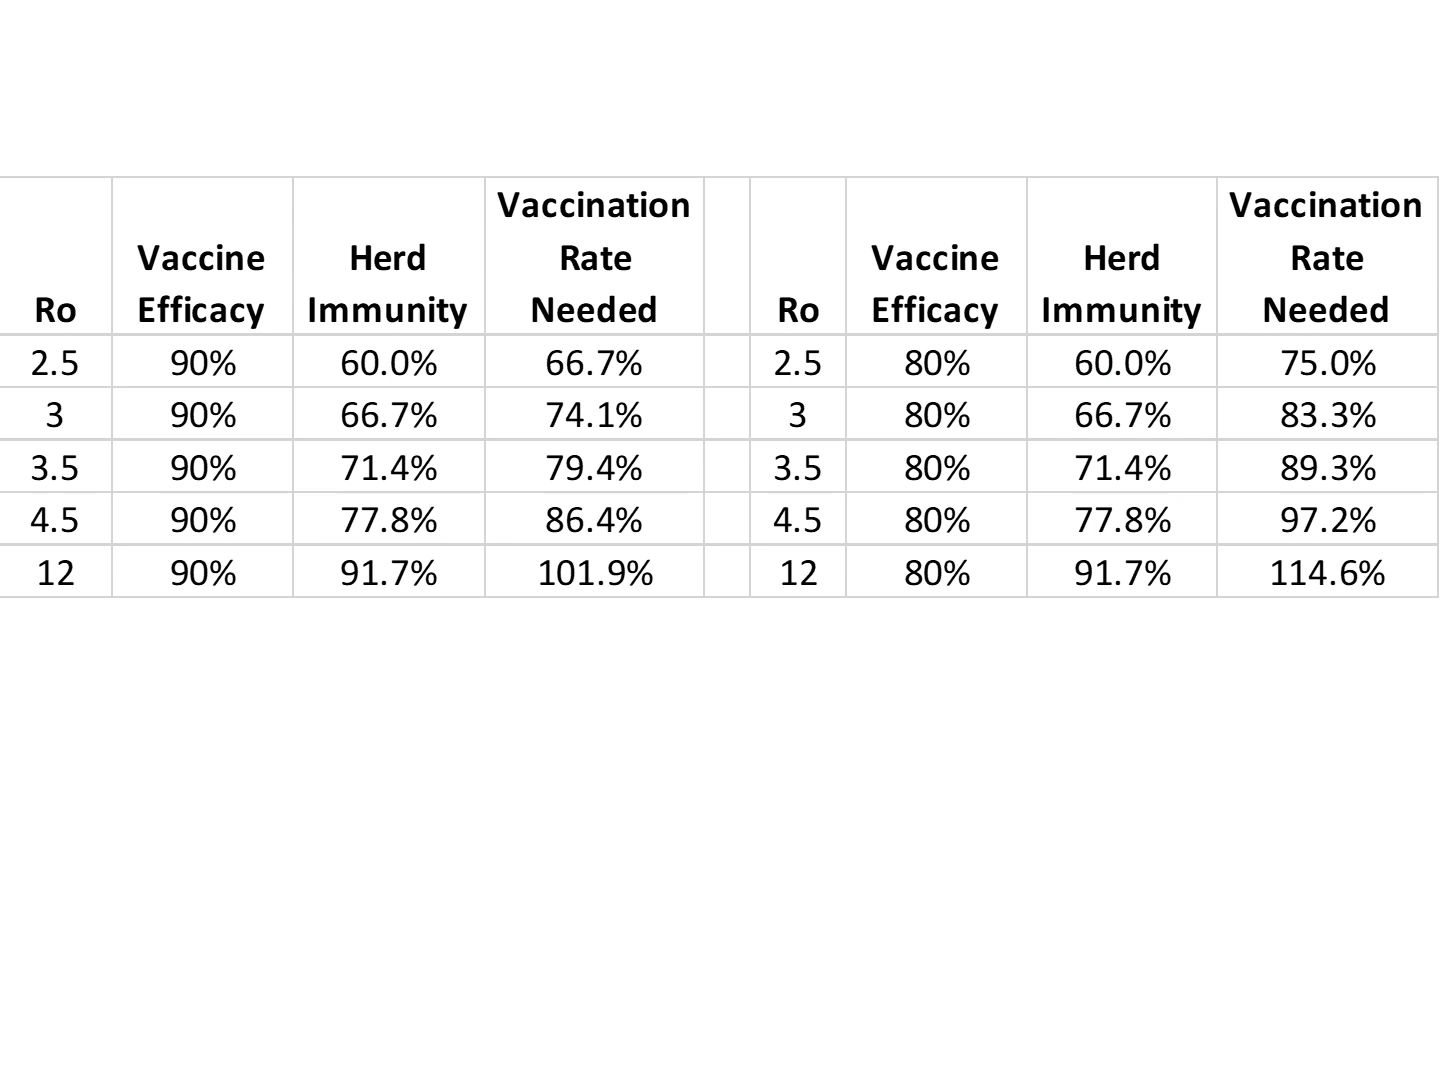 Ro Vaccine Efficacy Herd Immunity Vaccination Rate Needed Ro Vaccine Efficacy Herd Immunity Vaccination Rate Needed
2.5 90% 60.0% 66.7% 2.5 80% 60.0% 75.0%
3 90% 66.7% 74.1% 3 80% 66.7% 83.3%
3.5 90% 71.4% 79.4% 3.5 80% 71.4% 89.3%
4.5 90% 77.8% 86.4% 4.5 80% 77.8% 97.2%
12 90% 91.7% 101.9% 12 80% 91.7% 114.6%